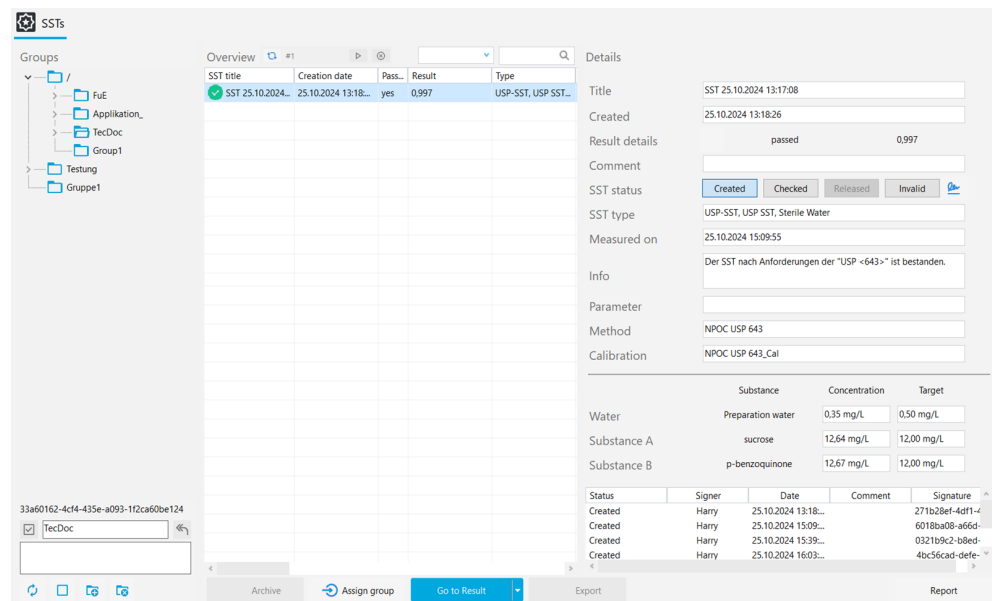 SSTs
Groups
/
FuE
Applikation_
TecDoc
Group1
Testung
Gruppe1
33a60162-4cf4-435e-a093-1f2ca60be124
TecDoc
Overview #1
SST title Creation date Pass... Result Type
SST 25.10.2024... 25.10.2024 13:18:... yes 0,997 USP-SST, USP SST...
Archive Assign group Go to Result Export
Details
Title SST 25.10.2024 13:17:08
Created 25.10.2024 13:18:26
Result details passed 0,997
Comment
SST status Created Checked Released Invalid
SST type USP-SST, USP SST, Sterile Water
Measured on 25.10.2024 15:09:55
Info Der SST nach Anforderungen der "USP <643>" ist bestanden.
Parameter
Method NPOC USP 643
Calibration NPOC USP 643_Cal
Substance Concentration Target
Water Preparation water 0,35 mg/L 0,50 mg/L
Substance A sucrose 12,64 mg/L 12,00 mg/L
Substance B p-benzoquinone 12,67 mg/L 12,00 mg/L
Status Signer Date Comment Signature
Created Harry 25.10.2024 13:18:... 271b28ef-4df1-4
Created Harry 25.10.2024 15:09:... 6018ba08-a66d-
Created Harry 25.10.2024 15:39:... 0321b9c2-b8ed-
Created Harry 25.10.2024 16:03:... 4bc56cad-defe-
Report